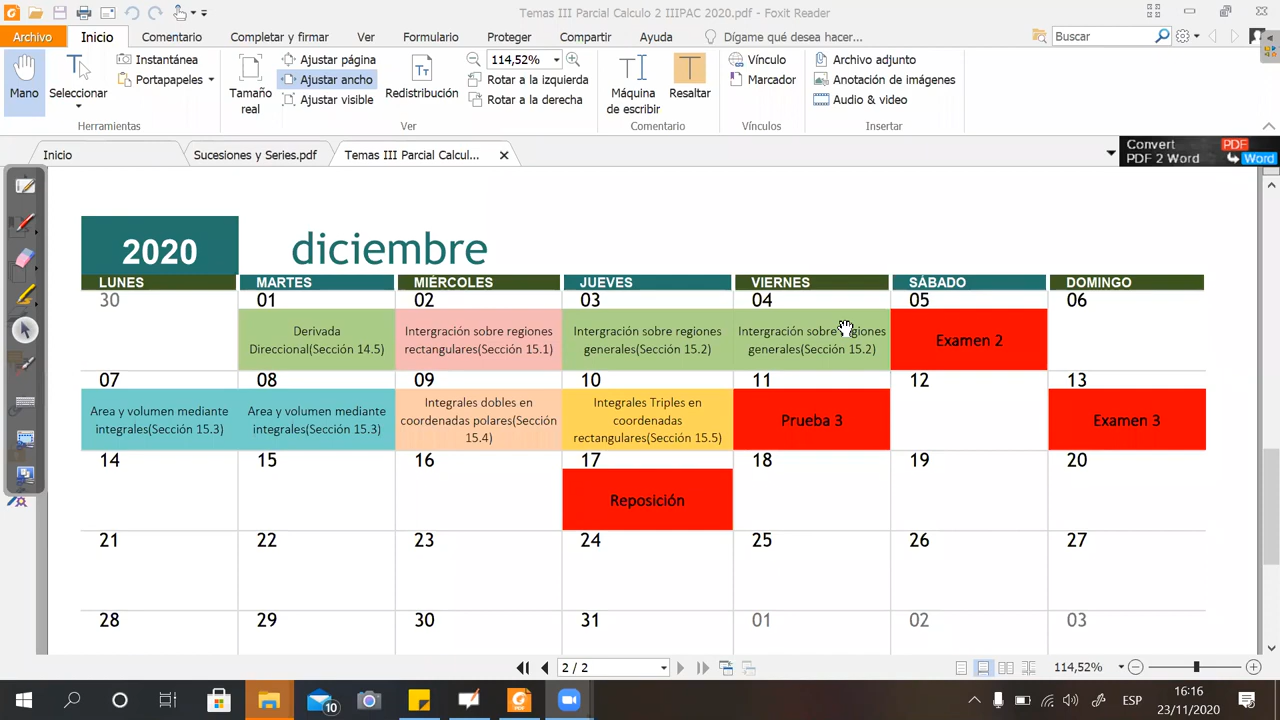 Temas III Parcial Calculo 2 IIIPAC 2020.pdf - Foxit Reader
Archivo Inicio Comentario Completar y firmar Ver Formulario Proteger Compartir Ayuda Dígame qué desea hacer... Buscar
Mano
Seleccionar
Instantánea
Portapapeles
Herramientas
Tamaño
real
Ajustar página
Ajustar ancho
Ajustar visible
Redistribución
114,52%
Rotar a la izquierda
Rotar a la derecha
Ver
Máquina
de escribir
Resaltar
Comentario
Vínculo
Marcador
Vínculos
Archivo adjunto
Anotación de imágenes
Audio & video
Insertar
Inicio Sucesiones y Series.pdf Temas III Parcial Calcul...
Convert PDF
PDF 2 Word Word
2020 diciembre
LUNES MARTES MIÉRCOLES JUEVES VIERNES SÁBADO DOMINGO
30 01 02 03 04 05 06
Derivada
Direccional(Sección 14.5)
Intergración sobre regiones
rectangulares(Sección 15.1)
Intergración sobre regiones
generales(Sección 15.2)
Intergración sobre regiones
generales(Sección 15.2)
Examen 2
07 08 09 10 11 12 13
Area y volumen mediante
integrales(Sección 15.3)
Area y volumen mediante
integrales(Sección 15.3)
Integrales dobles en
coordenadas polares(Sección
15.4)
Integrales Triples en
coordenadas
rectangulares(Sección 15.5)
Prueba 3
Examen 3
14 15 16 17 18 19 20
Reposición
21 22 23 24 25 26 27
28 29 30 31 01 02 03
2 / 2 114,52%
10
ESP
16:16
23/11/2020